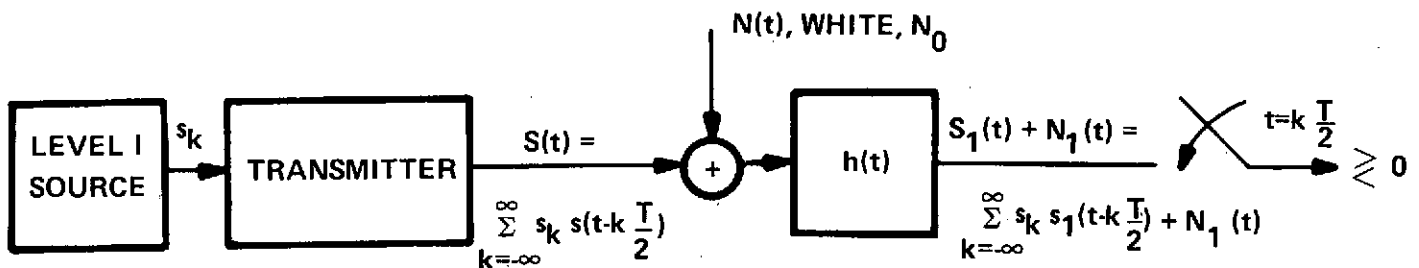 N(t), WHITE, N₀
LEVEL I
SOURCE
sₖ
TRANSMITTER
S(t) =
∞
Σ sₖ s(t-k T/2)
k=-∞
+
h(t)
S₁(t) + N₁(t) =
∞
Σ sₖ s₁(t-k T/2) + N₁ (t)
k=-∞
t=k T/2
≷ 0